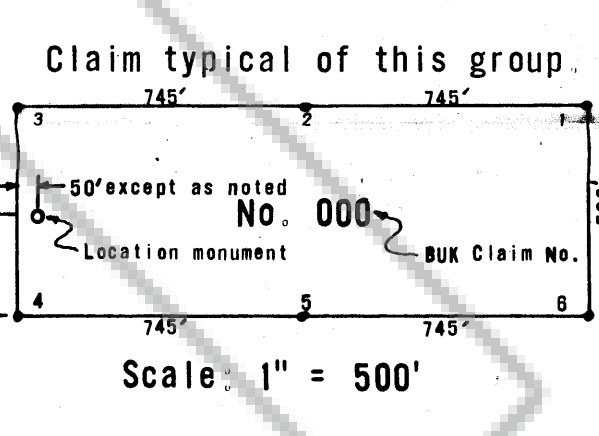 Claim typical of this group
745' 745'
3 2 1
50' except as noted
No. 000
Location monument BUK Claim No.
4 5 6
745' 745'
Scale: 1" = 500'